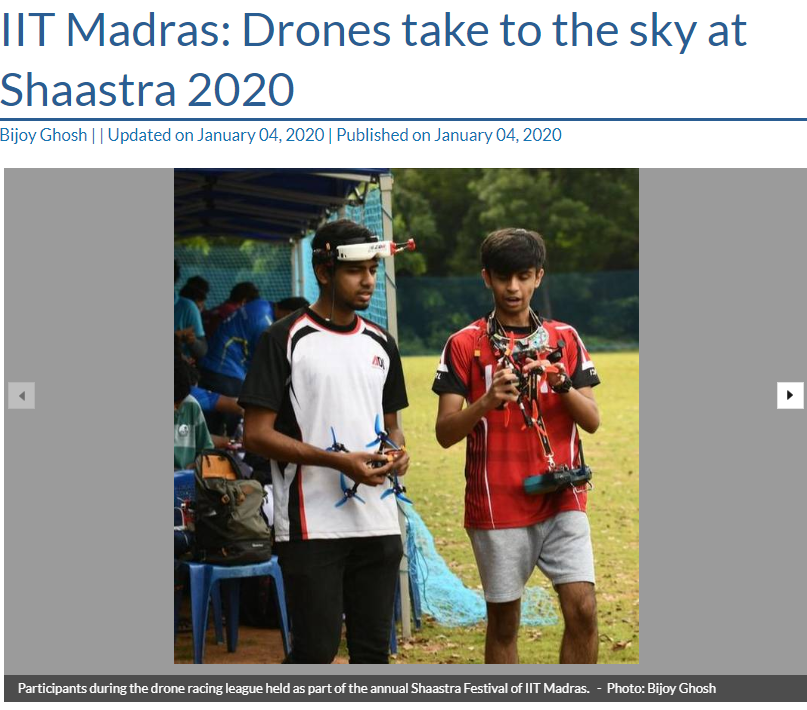 IIT Madras: Drones take to the sky at
Shaastra 2020
Bijoy Ghosh | | Updated on January 04, 2020 | Published on January 04, 2020
Participants during the drone racing league held as part of the annual Shaastra Festival of IIT Madras.  -  Photo: Bijoy Ghosh